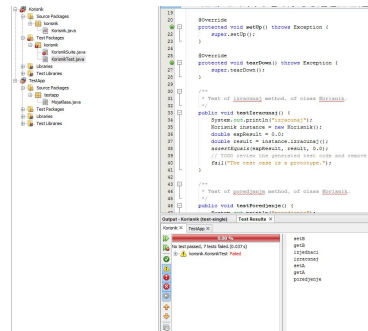 Korisnik
Source Packages
korisnik
Korisnik.java
Test Packages
korisnik
KorisnikSuite.java
KorisnikTest.java
Libraries
Test Libraries
TestApp
Source Packages
testapp
MojaBaza.java
Test Packages
Libraries
Test Libraries
19
20 @Override
21 protected void setUp() throws Exception {
22 super.setUp();
23 }
24
25 @Override
26 protected void tearDown() throws Exception {
27 super.tearDown();
28 }
29
30 /**
31 * Test of izracunaj method, of class Korisnik.
32 */
33 public void testIzracunaj() {
34 System.out.println("izracunaj");
35 Korisnik instance = new Korisnik();
36 double expResult = 0.0;
37 double result = instance.izracunaj();
38 assertEquals(expResult, result, 0.0);
39 // TODO review the generated test code and remove
40 fail("The test case is a prototype.");
41 }
42
43 /**
44 * Test of poredjenje method, of class Korisnik.
45 */
46 public void testPoredjenje() {
Output - Korisnik (test-single) Test Results ×
Korisnik × TestApp ×
0.00 %
No test passed, 7 tests failed. (0.037 s)
korisnik.KorisnikTest Failed
setB
getB
izjednaci
izracunaj
setA
getA
poredjenje